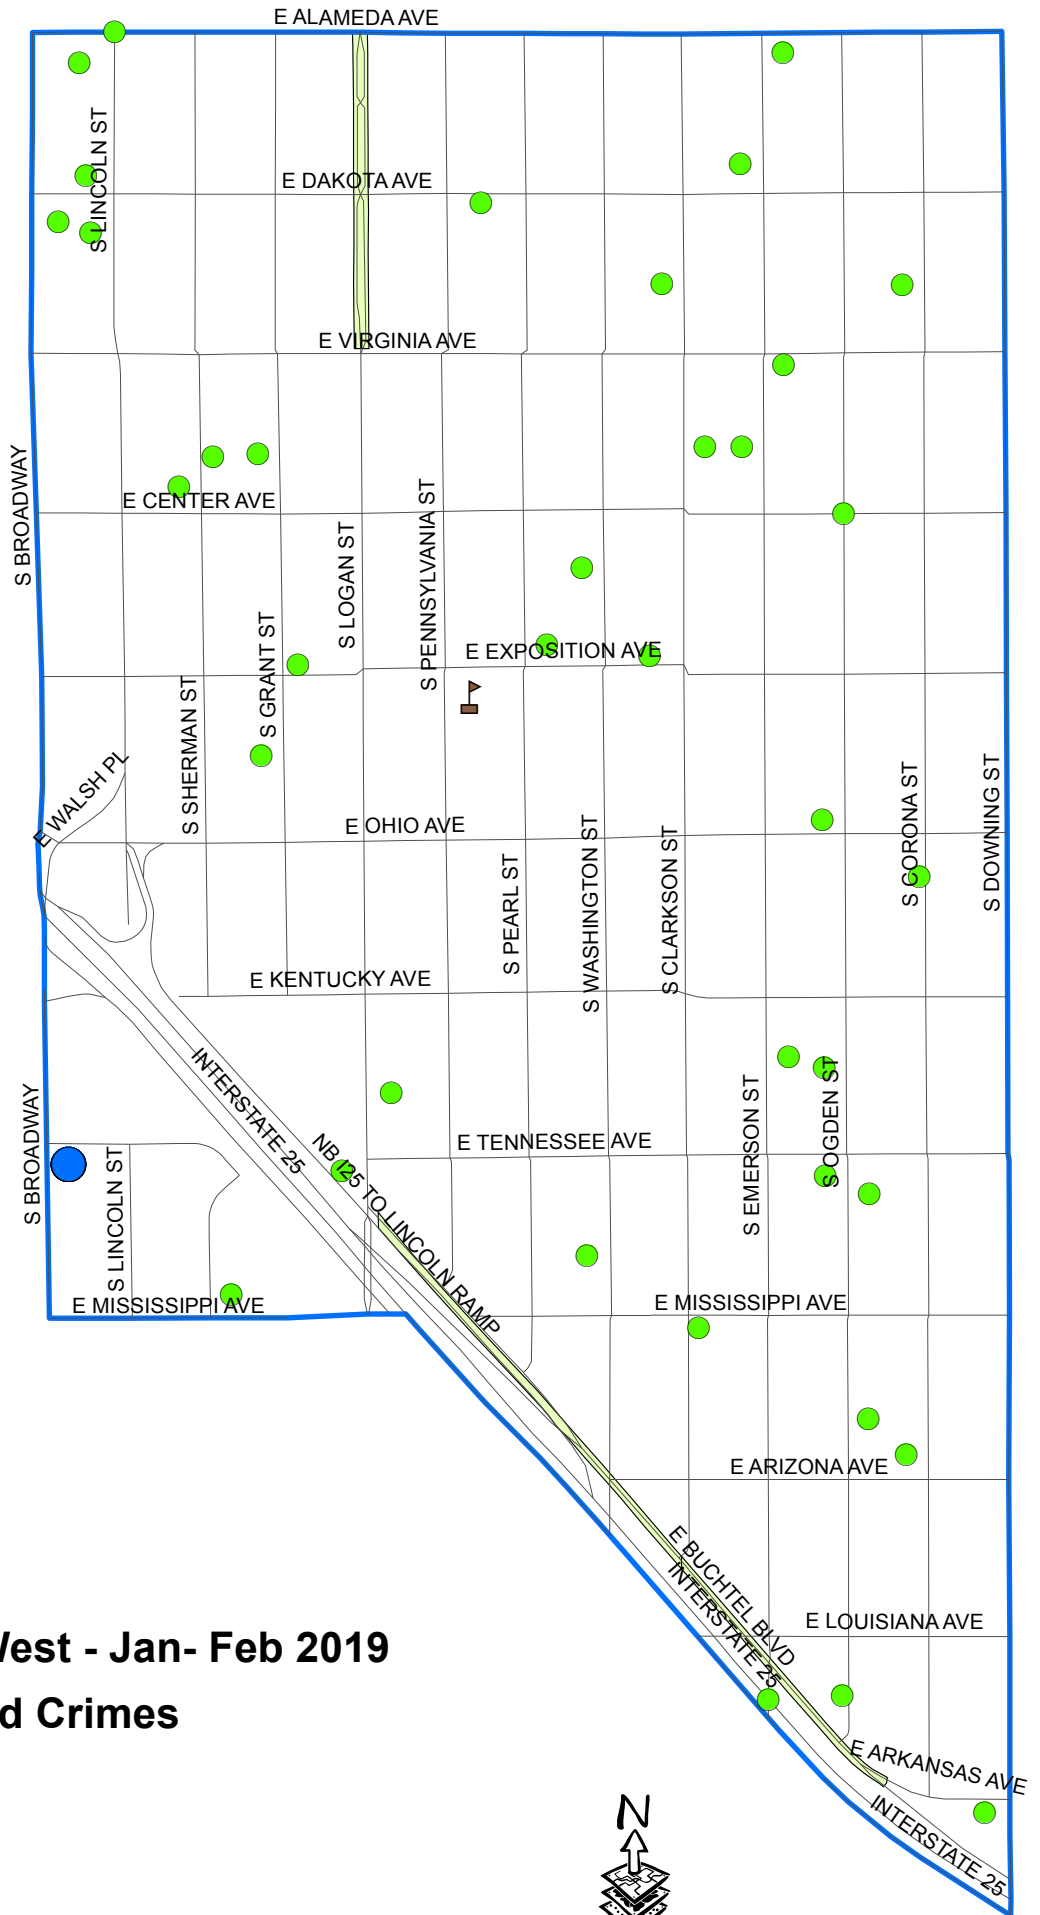 E ALAMEDA AVE
S LINCOLN ST
E DAKOTA AVE
E VIRGINIA AVE
S BROADWAY
E CENTER AVE
S LOGAN ST
S PENNSYLVANIA ST
S GRANT ST
E EXPOSITION AVE
S SHERMAN ST
E WALSH PL
E OHIO AVE
S CORONA ST
S DOWNING ST
S PEARL ST
S WASHINGTON ST
S CLARKSON ST
E KENTUCKY AVE
INTERSTATE 25
S BROADWAY
S LINCOLN ST
NB I25 TO LINCOLN RAMP
E TENNESSEE AVE
S EMERSON ST
S OGDEN ST
E MISSISSIPPI AVE
E MISSISSIPPI AVE
E ARIZONA AVE
E BUCHTEL BLVD
INTERSTATE 25
E LOUISIANA AVE
West - Jan- Feb 2019
d Crimes
E ARKANSAS AVE
INTERSTATE 25
N